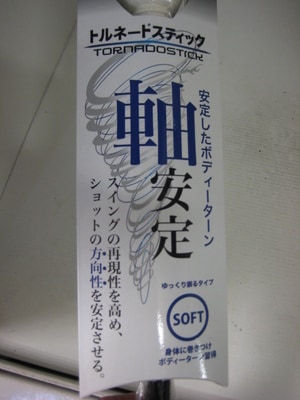 トルネードスティック
TORNADOSTICK
安定したボディーターン
軸安定
スイングの再現性を高め、
ショットの方向性を安定させる。
ゆっくり振るタイプ
SOFT
身体に巻きつけ
ボディーターン習得